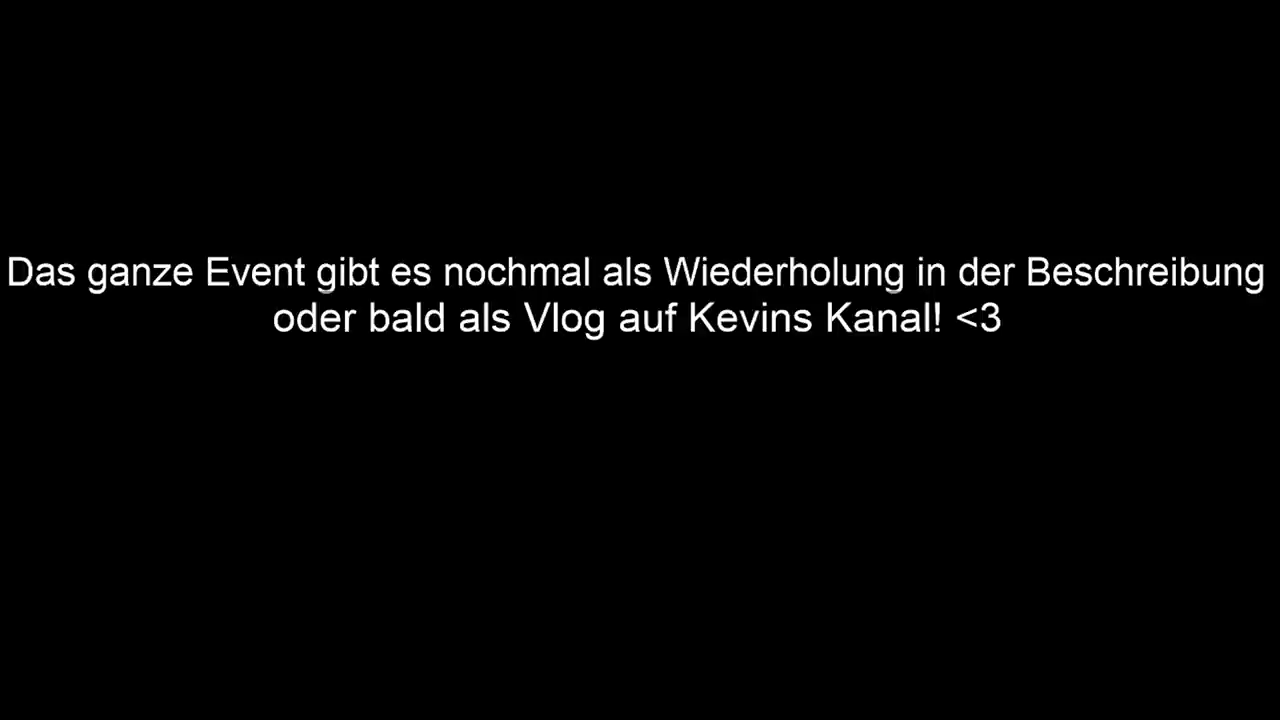 Das ganze Event gibt es nochmal als Wiederholung in der Beschreibung
oder bald als Vlog auf Kevins Kanal! <3